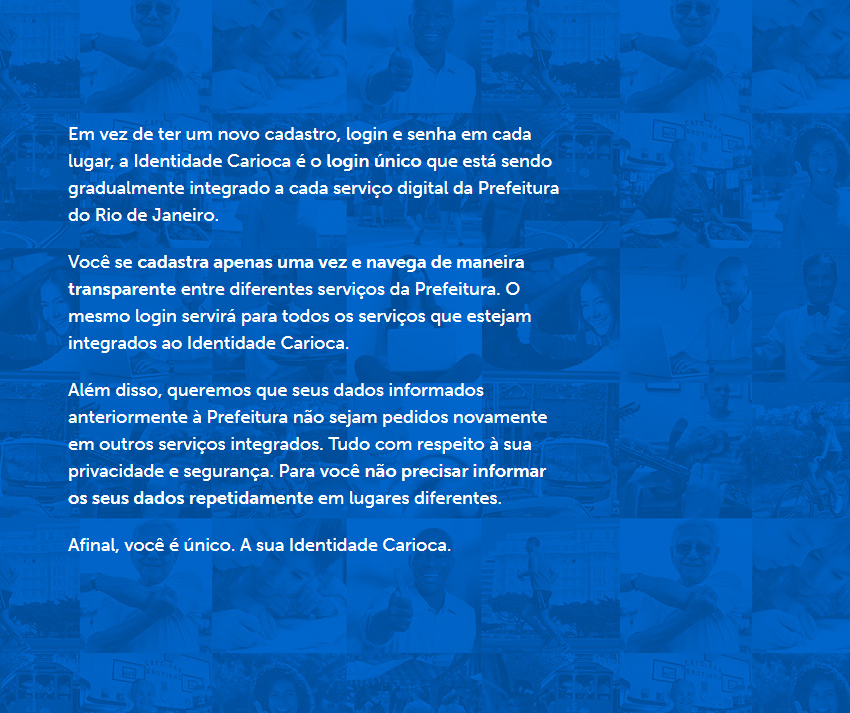 Em vez de ter um novo cadastro, login e senha em cada
lugar, a Identidade Carioca é o login único que está sendo
gradualmente integrado a cada serviço digital da Prefeitura
do Rio de Janeiro.
Você se cadastra apenas uma vez e navega de maneira
transparente entre diferentes serviços da Prefeitura. O
mesmo login servirá para todos os serviços que estejam
integrados ao Identidade Carioca.
Além disso, queremos que seus dados informados
anteriormente à Prefeitura não sejam pedidos novamente
em outros serviços integrados. Tudo com respeito à sua
privacidade e segurança. Para você não precisar informar
os seus dados repetidamente em lugares diferentes.
Afinal, você é único. A sua Identidade Carioca.